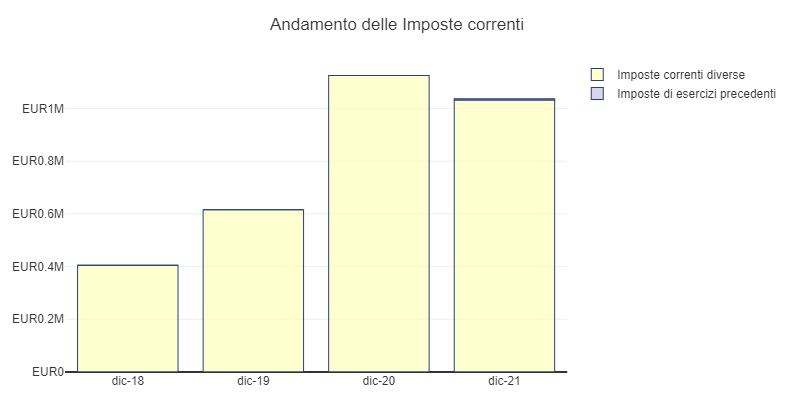 Andamento delle Imposte correnti
Imposte correnti diverse
Imposte di esercizi precedenti
EUR1M
EUR0.8M
EUR0.6M
EUR0.4M
EUR0.2M
EUR0
dic-18
dic-19
dic-20
dic-21